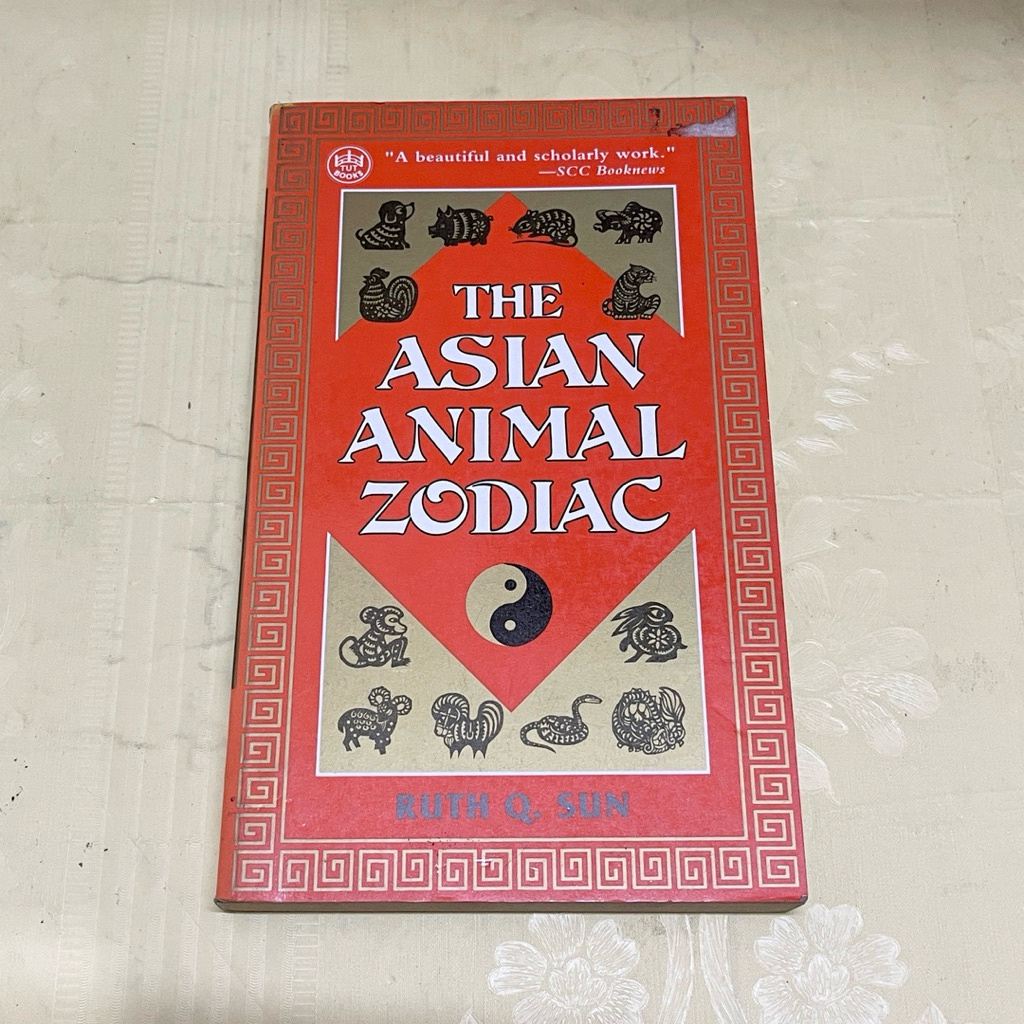 TUT
BOOKS
"A beautiful and scholarly work."
—SCC Booknews
THE
ASIAN
ANIMAL
ZODIAC
RUTH Q. SUN